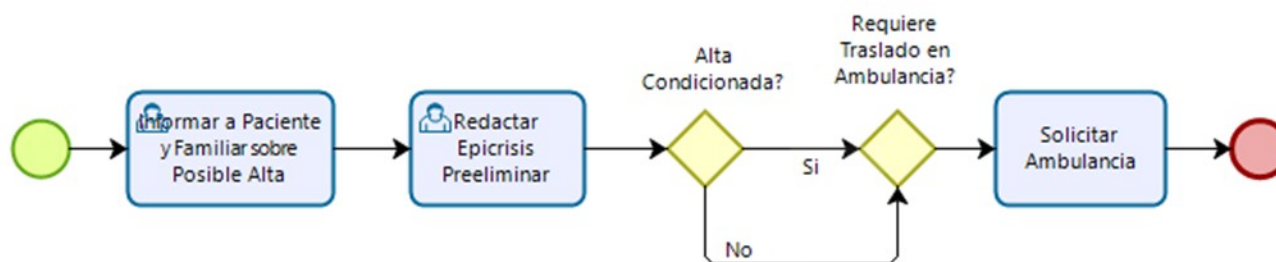 Informar a Paciente
y Familiar sobre
Posible Alta
Redactar
Epicrisis
Preeliminar
Alta
Condicionada?
Si
No
Requiere
Traslado en
Ambulancia?
Solicitar
Ambulancia